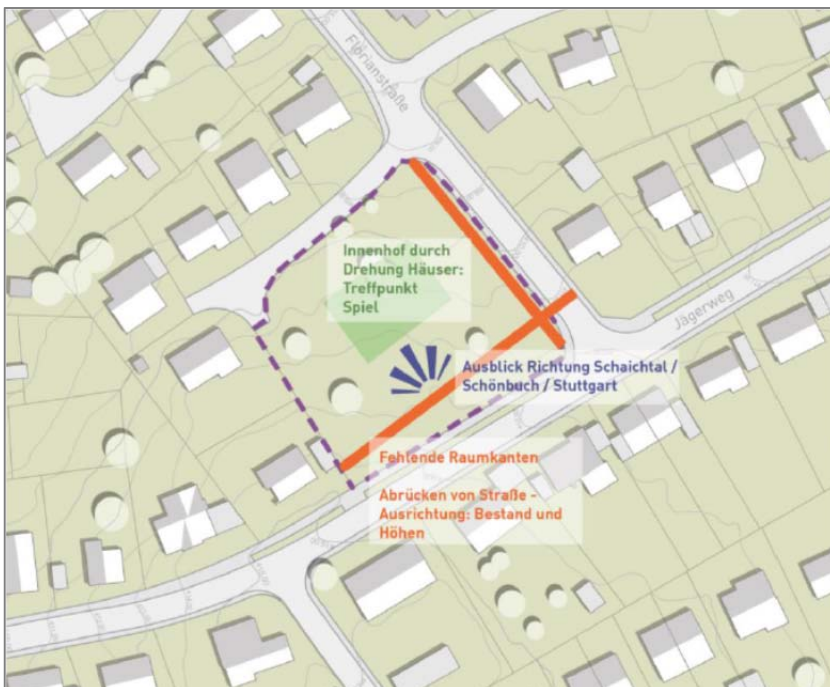 Florianstraße
Innenhof durch
Drehung Häuser:
Treffpunkt
Spiel
Jägerweg
Ausblick Richtung Schaichtal /
Schönbuch / Stuttgart
Fehlende Raumkanten
Abrücken von Straße -
Ausrichtung: Bestand und
Höhen